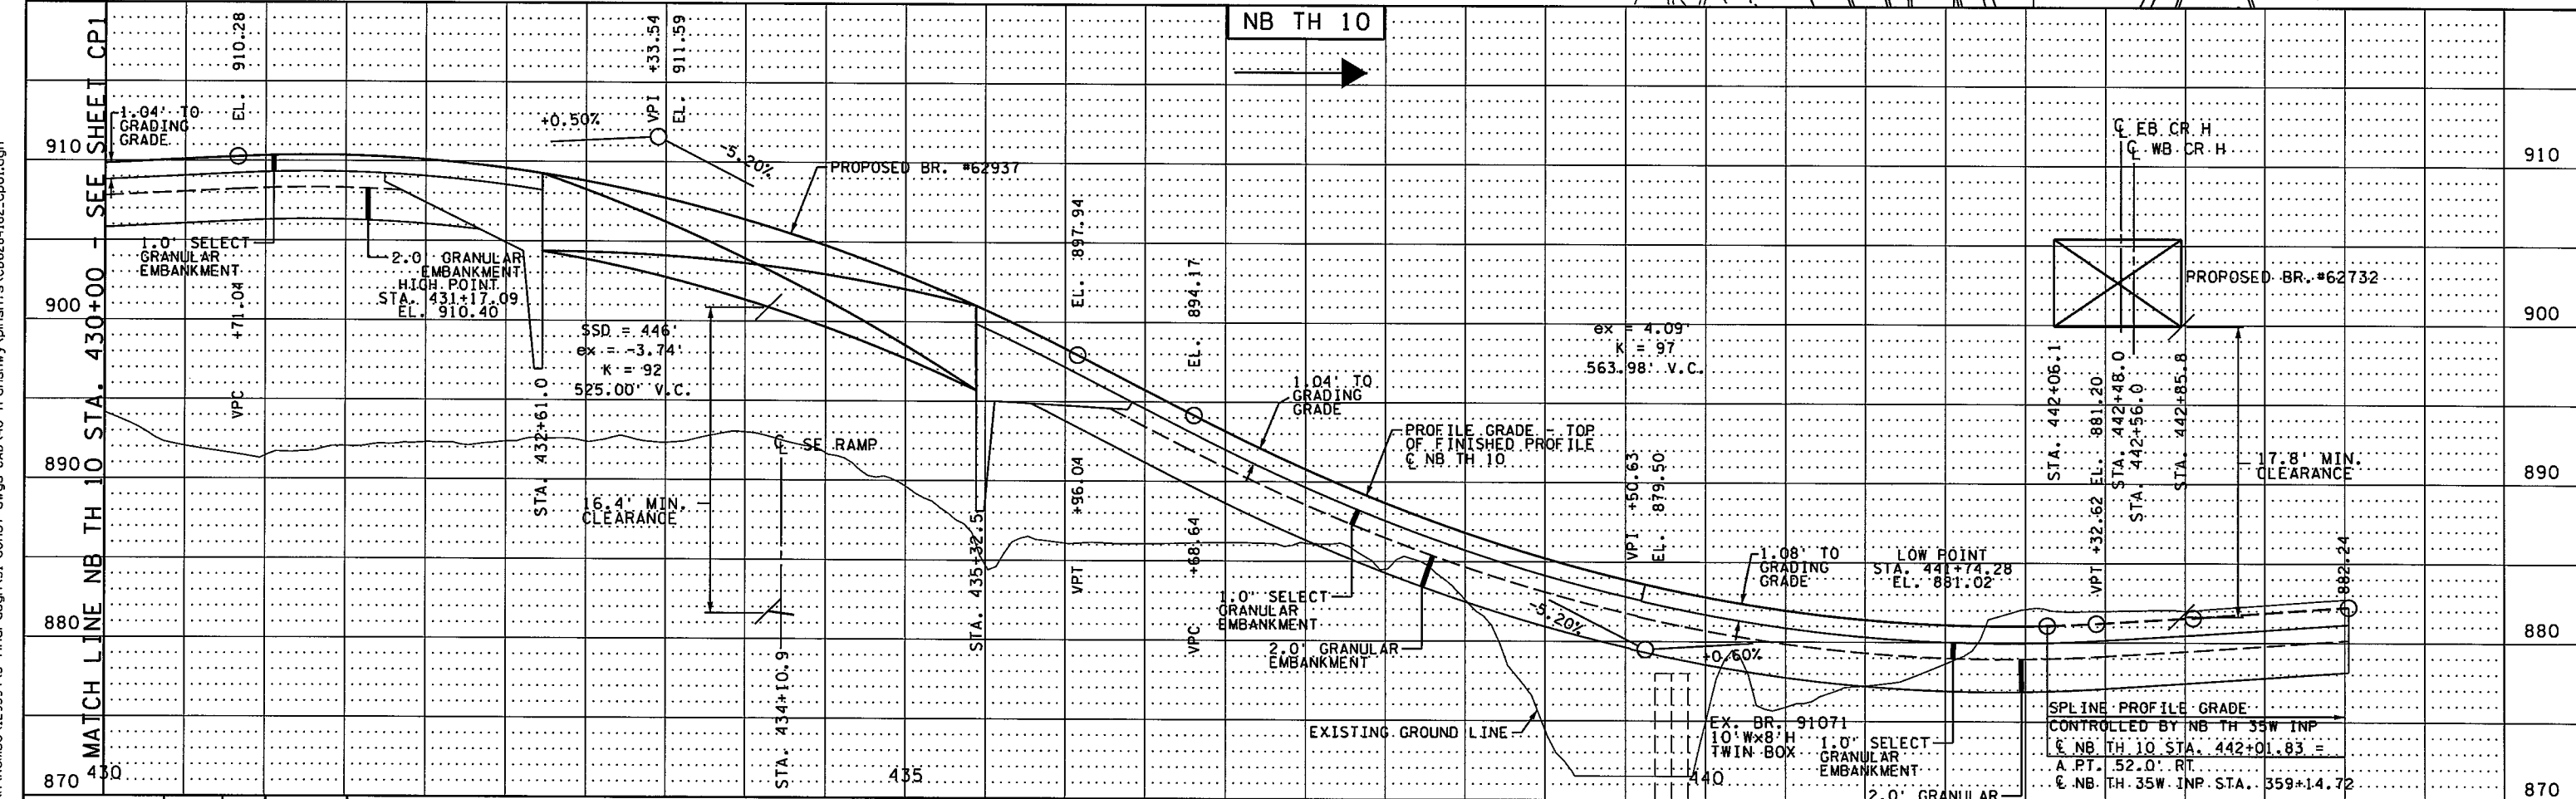 NB TH 10
MATCH LINE NB TH 10 STA. 430+00 - SEE SHEET CP1
910
900
890
880
870
1.04' TO
GRADING
GRADE
VPC +71.04 EL. 910.28
1.0' SELECT
GRANULAR
EMBANKMENT
2.0' GRANULAR
EMBANKMENT
HIGH POINT
STA. 431+17.09
EL. 910.40
STA. 432+61.0
+0.50%
VPI +33.54
EL. 911.59
-5.20%
PROPOSED BR. #62937
SSD = 446'
ex = -3.74'
K = 92
525.00' V.C.
16.4' MIN.
CLEARANCE
℄ SE RAMP
STA. 434+10.9
STA. 435+32.5
VPT +96.04 EL. 897.94
VPC +68.64 EL. 894.17
1.04' TO
GRADING
GRADE
PROFILE GRADE - TOP
OF FINISHED PROFILE
℄ NB TH 10
1.0' SELECT
GRANULAR
EMBANKMENT
2.0' GRANULAR
EMBANKMENT
EXISTING GROUND LINE
ex = 4.09'
K = 97
563.98' V.C.
VPI +50.63
EL. 879.50
-5.20%
+0.60%
1.08' TO
GRADING
GRADE
LOW POINT
STA. 441+74.28
EL. 881.02
EX. BR. 91071
10'W×8'H
TWIN BOX
1.0' SELECT
GRANULAR
EMBANKMENT
2.0' GRANULAR
℄ EB CR H
℄ WB CR H
PROPOSED BR. #62732
STA. 442+06.1
VPT +32.62 EL. 881.20
STA. 442+48.0
STA. 442+56.0
STA. 442+85.8
17.8' MIN.
CLEARANCE
882.24
SPLINE PROFILE GRADE
CONTROLLED BY NB TH 35W INP
℄ NB TH 10 STA. 442+01.83 =
A PT. 52.0' RT.
℄ NB TH 35W INP STA. 359+14.72
430
435
440
910
900
890
880
870